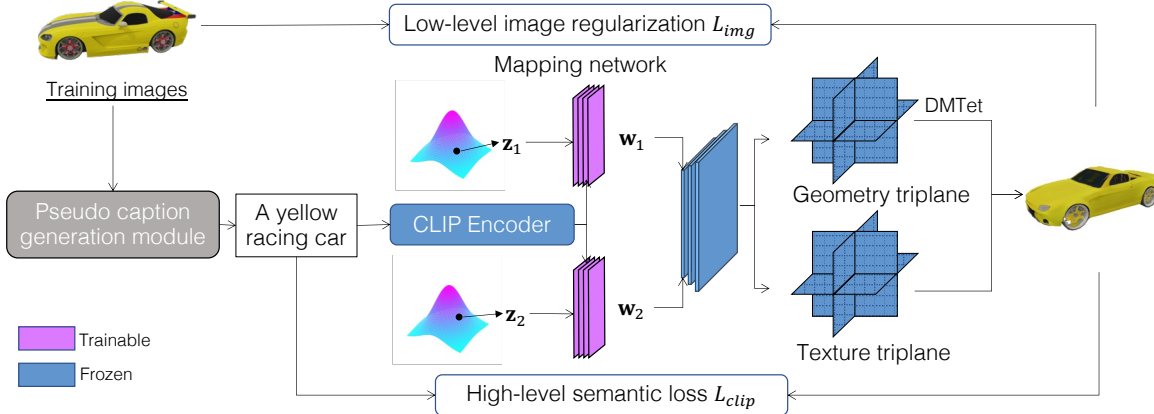 Low-level image regularization L_img
Training images
Mapping network
z_1
w_1
DMTet
Geometry triplane
Pseudo caption
generation module
A yellow
racing car
CLIP Encoder
z_2
w_2
Texture triplane
Trainable
Frozen
High-level semantic loss L_clip